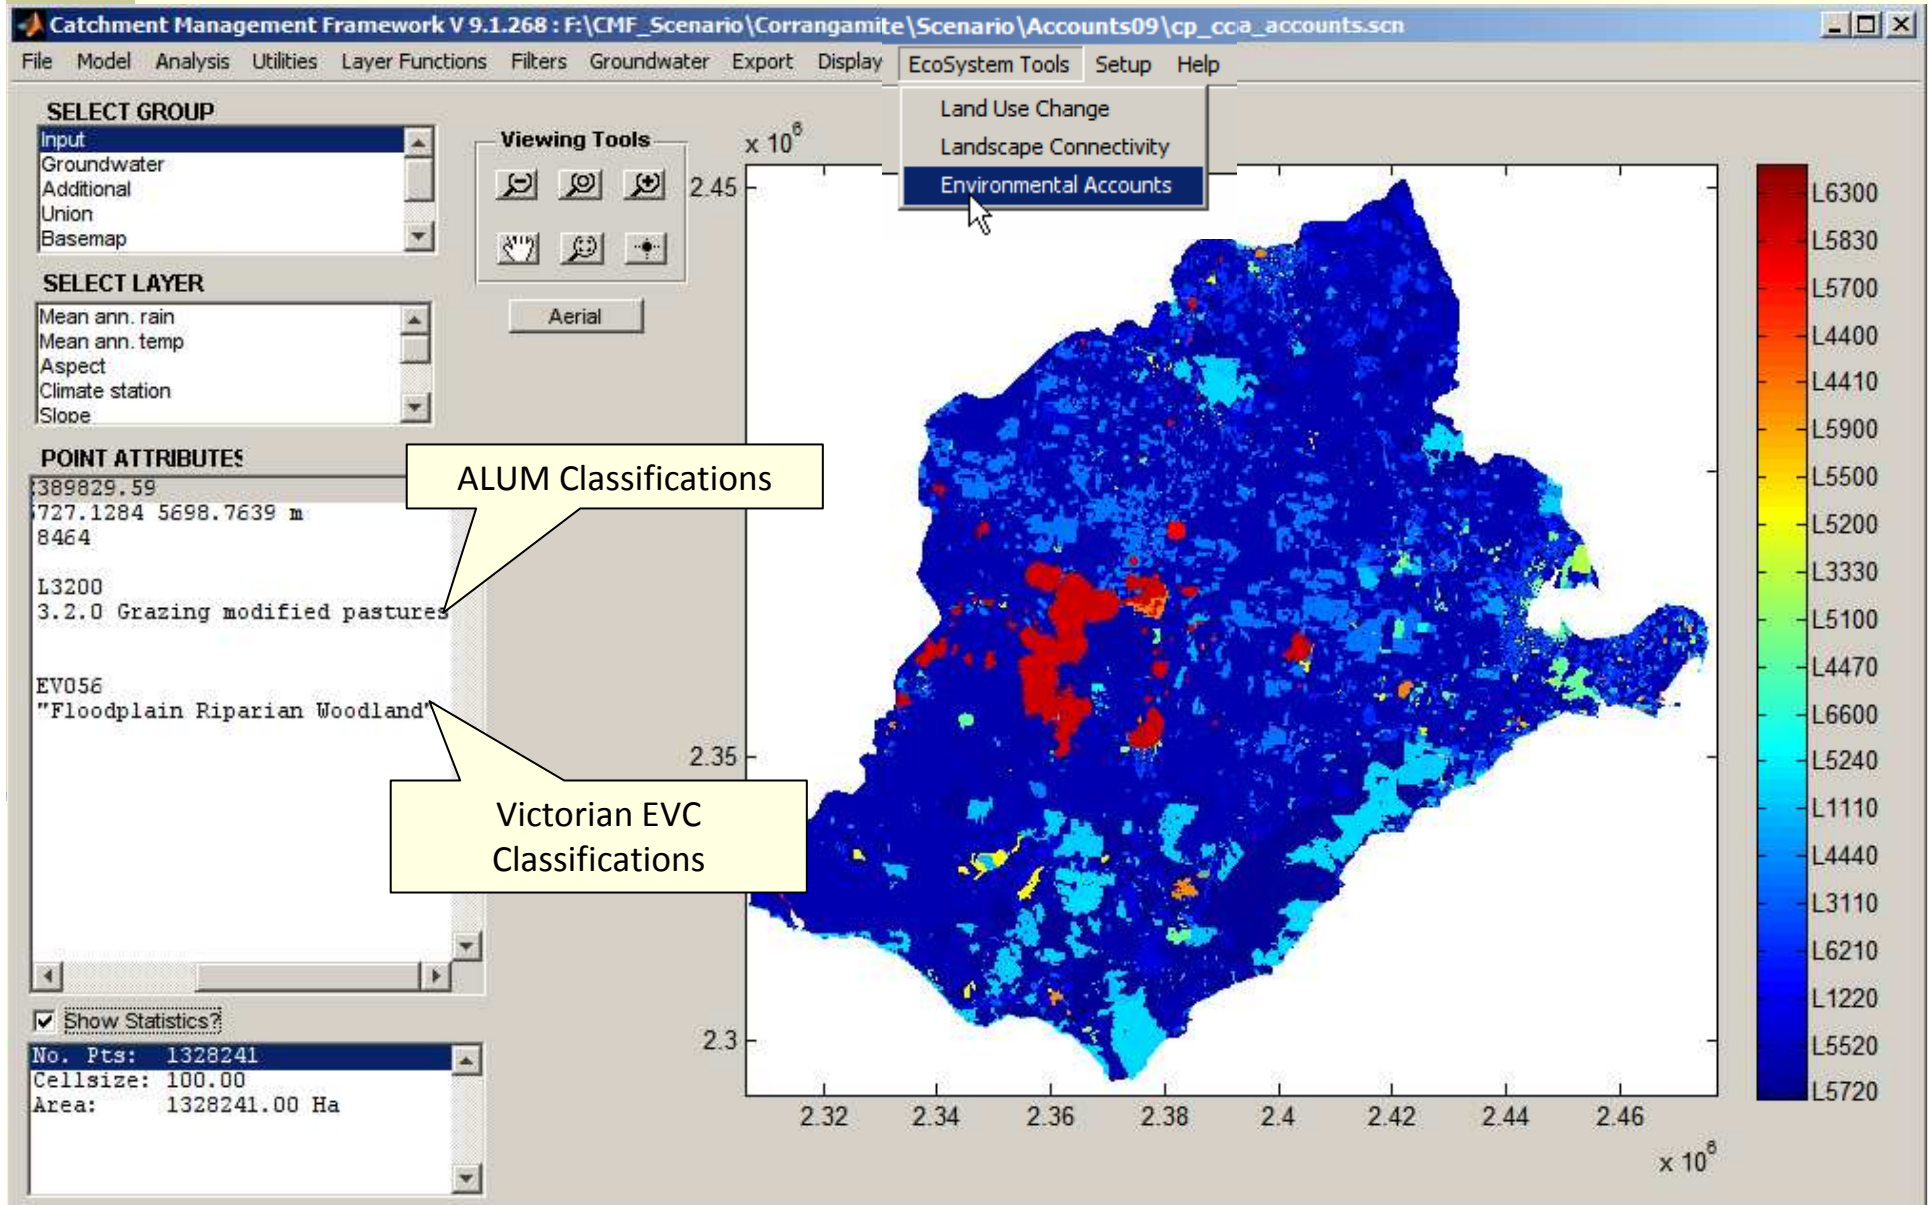 Catchment Management Framework V 9.1.268 : F:\CMF_Scenario\Corrangamite\Scenario\Accounts09\cp_cca_accounts.scn
File Model Analysis Utilities Layer Functions Filters Groundwater Export Display EcoSystem Tools Setup Help
Land Use Change
Landscape Connectivity
Environmental Accounts
SELECT GROUP
Input
Groundwater
Additional
Union
Basemap
SELECT LAYER
Mean ann. rain
Mean ann. temp
Aspect
Climate station
Slope
Viewing Tools
Aerial
POINT ATTRIBUTES
:389829.59
727.1284 5698.7639 m
8464
L3200
3.2.0 Grazing modified pastures
EV056
"Floodplain Riparian Woodland"
ALUM Classifications
Victorian EVC
Classifications
Show Statistics?
No. Pts: 1328241
Cellsize: 100.00
Area: 1328241.00 Ha
x 10^6
2.45
2.35
2.3
2.32 2.34 2.36 2.38 2.4 2.42 2.44 2.46
x 10^6
L6300
L5830
L5700
L4400
L4410
L5900
L5500
L5200
L3330
L5100
L4470
L6600
L5240
L1110
L4440
L3110
L6210
L1220
L5520
L5720